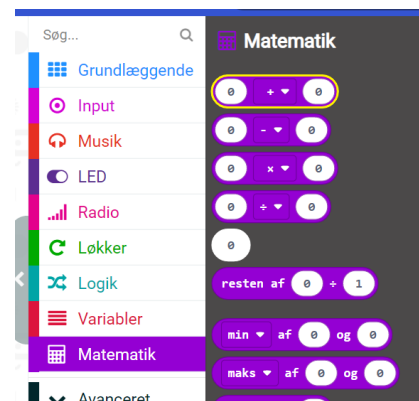 Søg...
Grundlæggende
Input
Musik
LED
Radio
Løkker
Logik
Variabler
Matematik
Avanceret
Matematik
0 + 0
0 - 0
0 × 0
0 ÷ 0
0
resten af 0 ÷ 1
min af 0 og 0
maks af 0 og 0